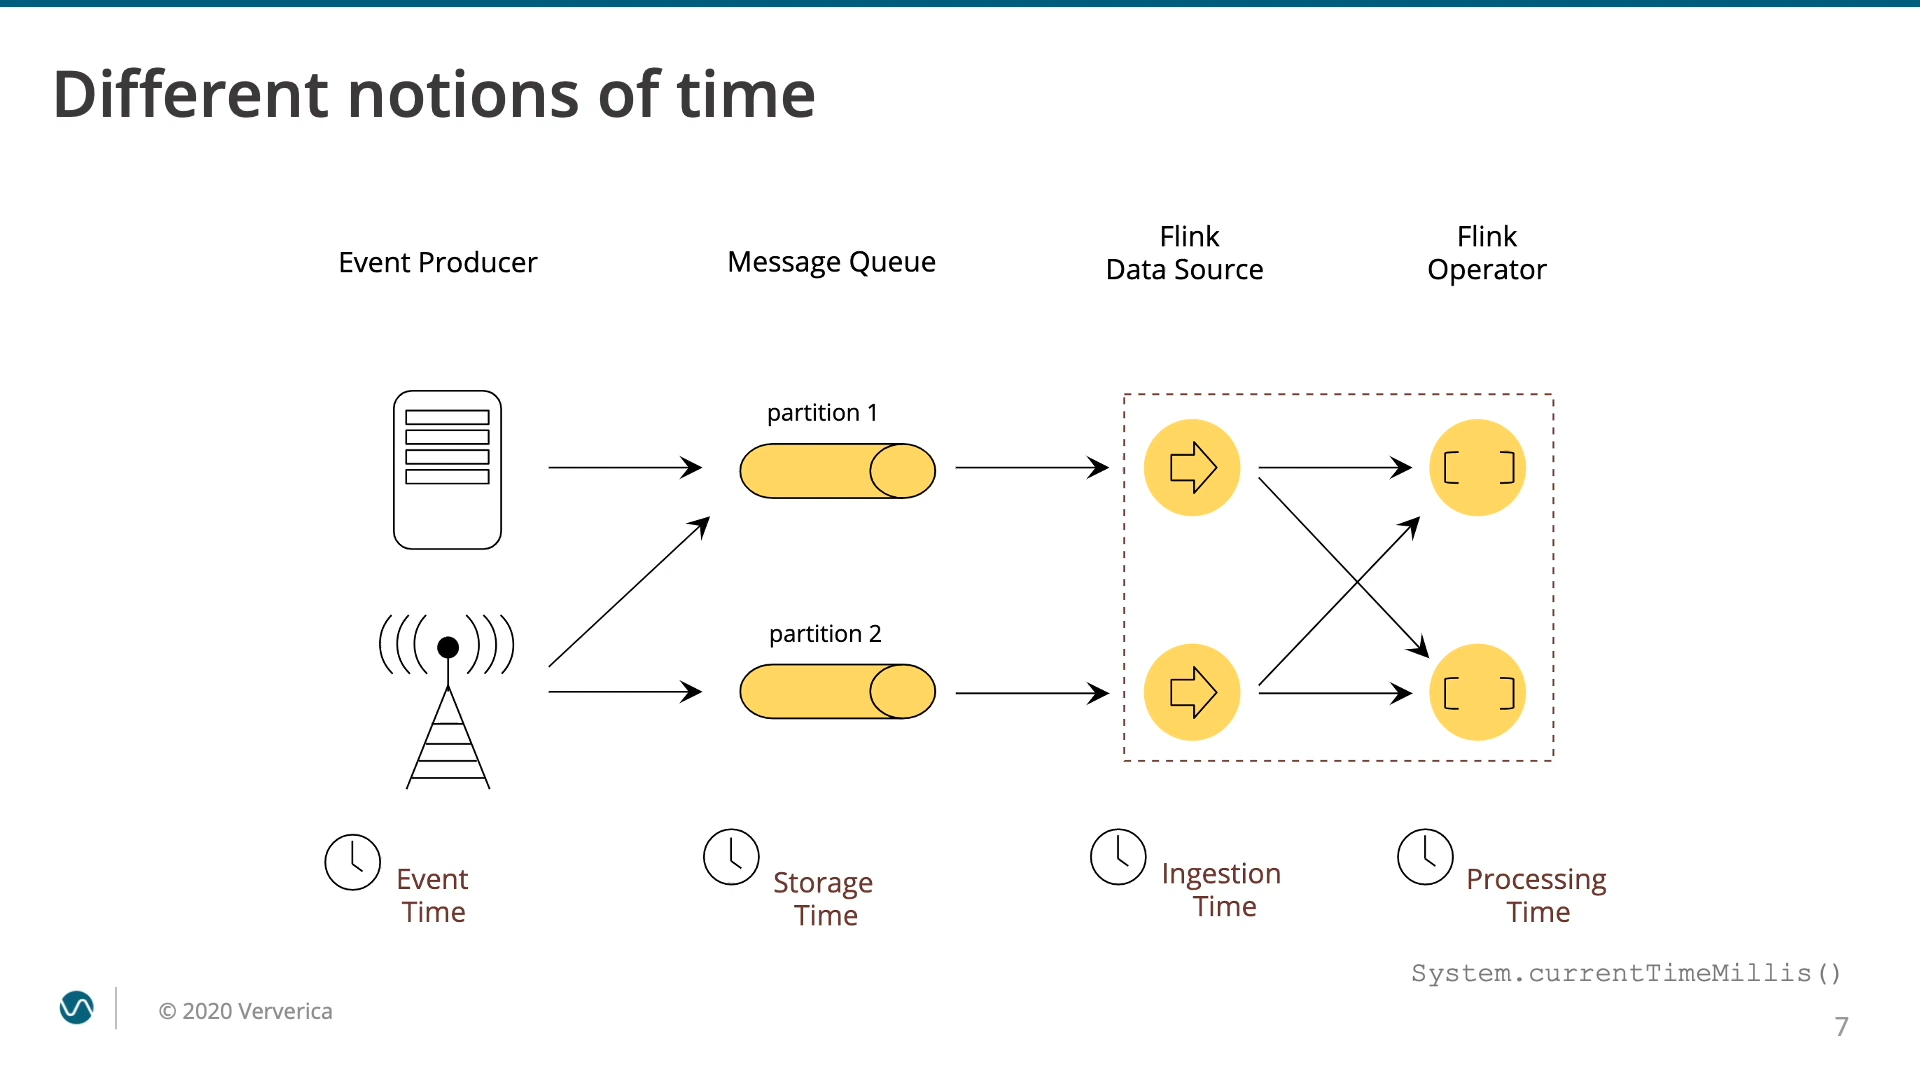 Different notions of time
Event Producer
Message Queue
Flink
Data Source
Flink
Operator
partition 1
partition 2
Event
Time
Storage
Time
Ingestion
Time
Processing
Time
System.currentTimeMillis()
© 2020 Ververica
7